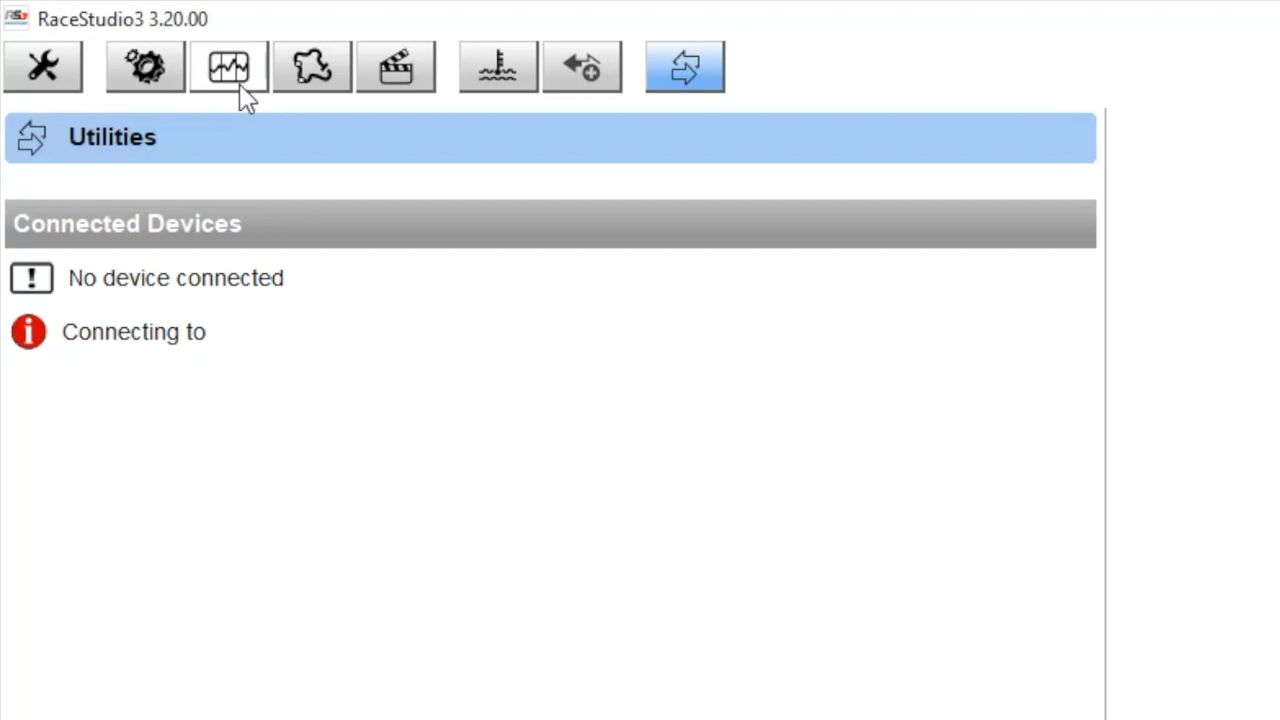 RaceStudio3 3.20.00
Utilities
Connected Devices
No device connected
Connecting to